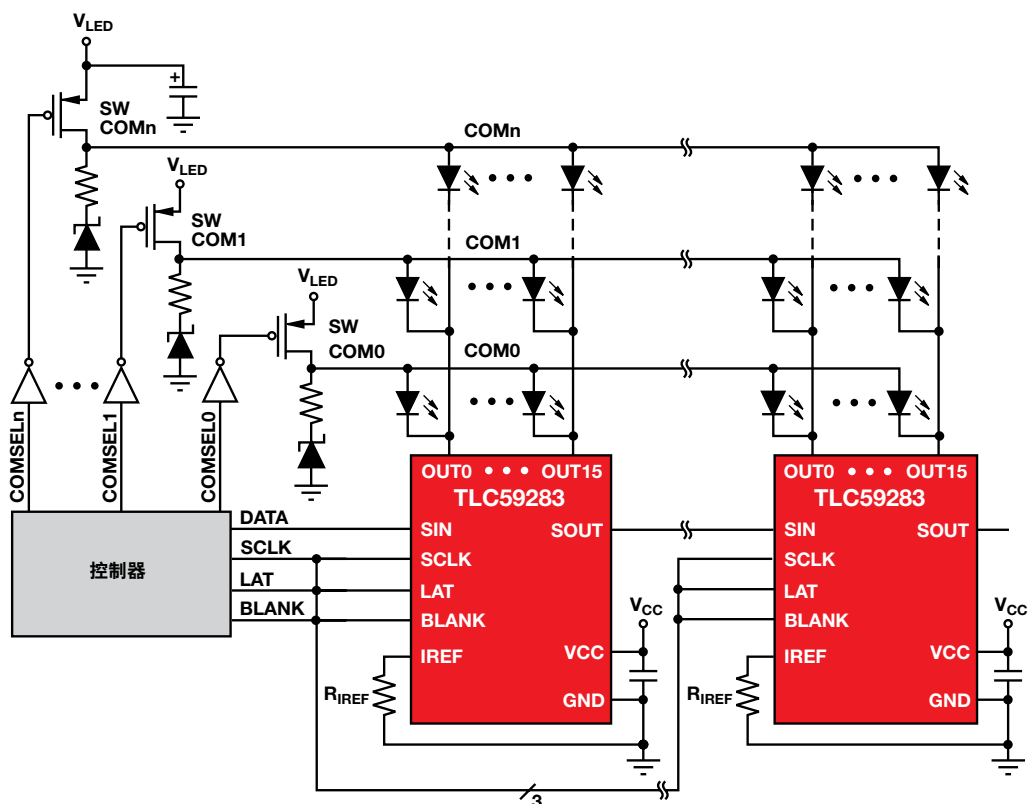 VLED
+
SW
COMn
COMn
VLED
SW
COM1
COM1
VLED
SW
COM0
COM0
COMSELn
COMSEL1
COMSEL0
控制器
DATA
SCLK
LAT
BLANK
OUT0 ••• OUT15
TLC59283
SIN
SOUT
SCLK
LAT
BLANK
IREF
VCC
GND
RIREF
VCC
OUT0 ••• OUT15
TLC59283
SIN
SOUT
SCLK
LAT
BLANK
IREF
VCC
GND
RIREF
VCC
3